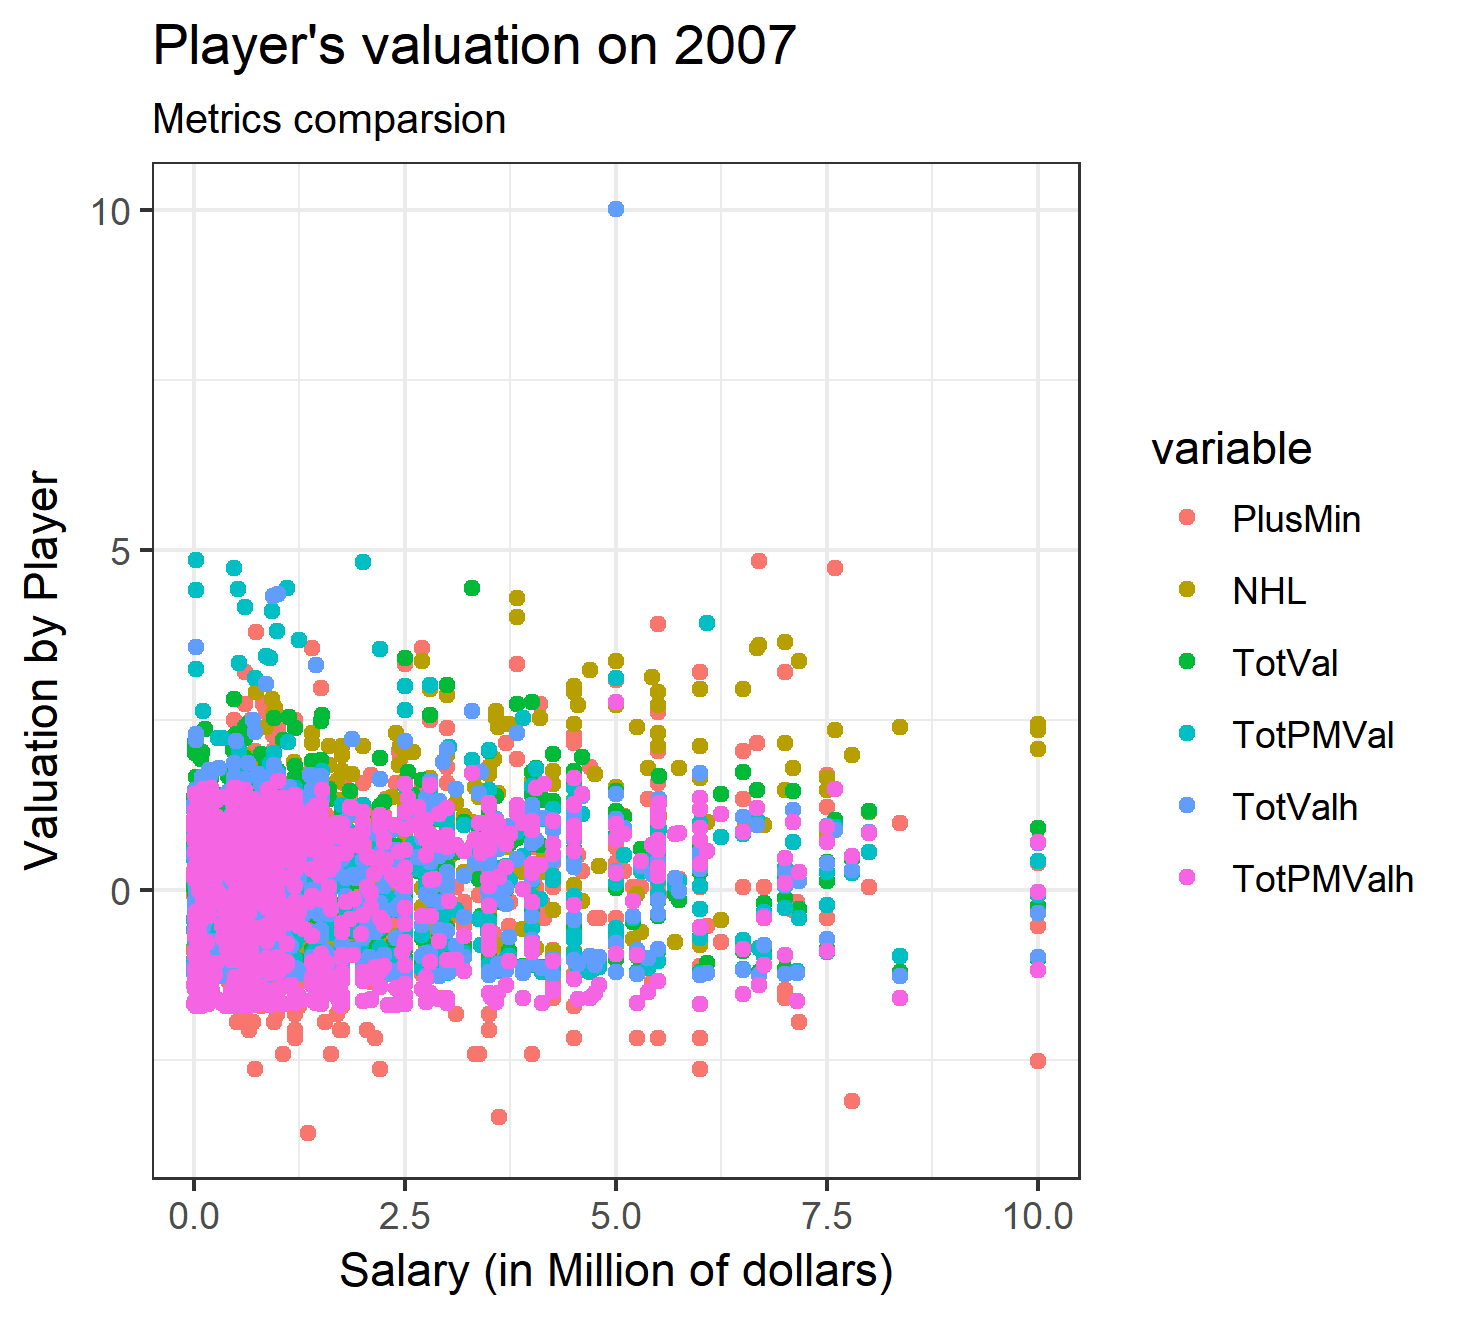 Player's valuation on 2007
Metrics comparsion
10
5
0
Valuation by Player
0.0 2.5 5.0 7.5 10.0
Salary (in Million of dollars)
variable
PlusMin
NHL
TotVal
TotPMVal
TotValh
TotPMValh